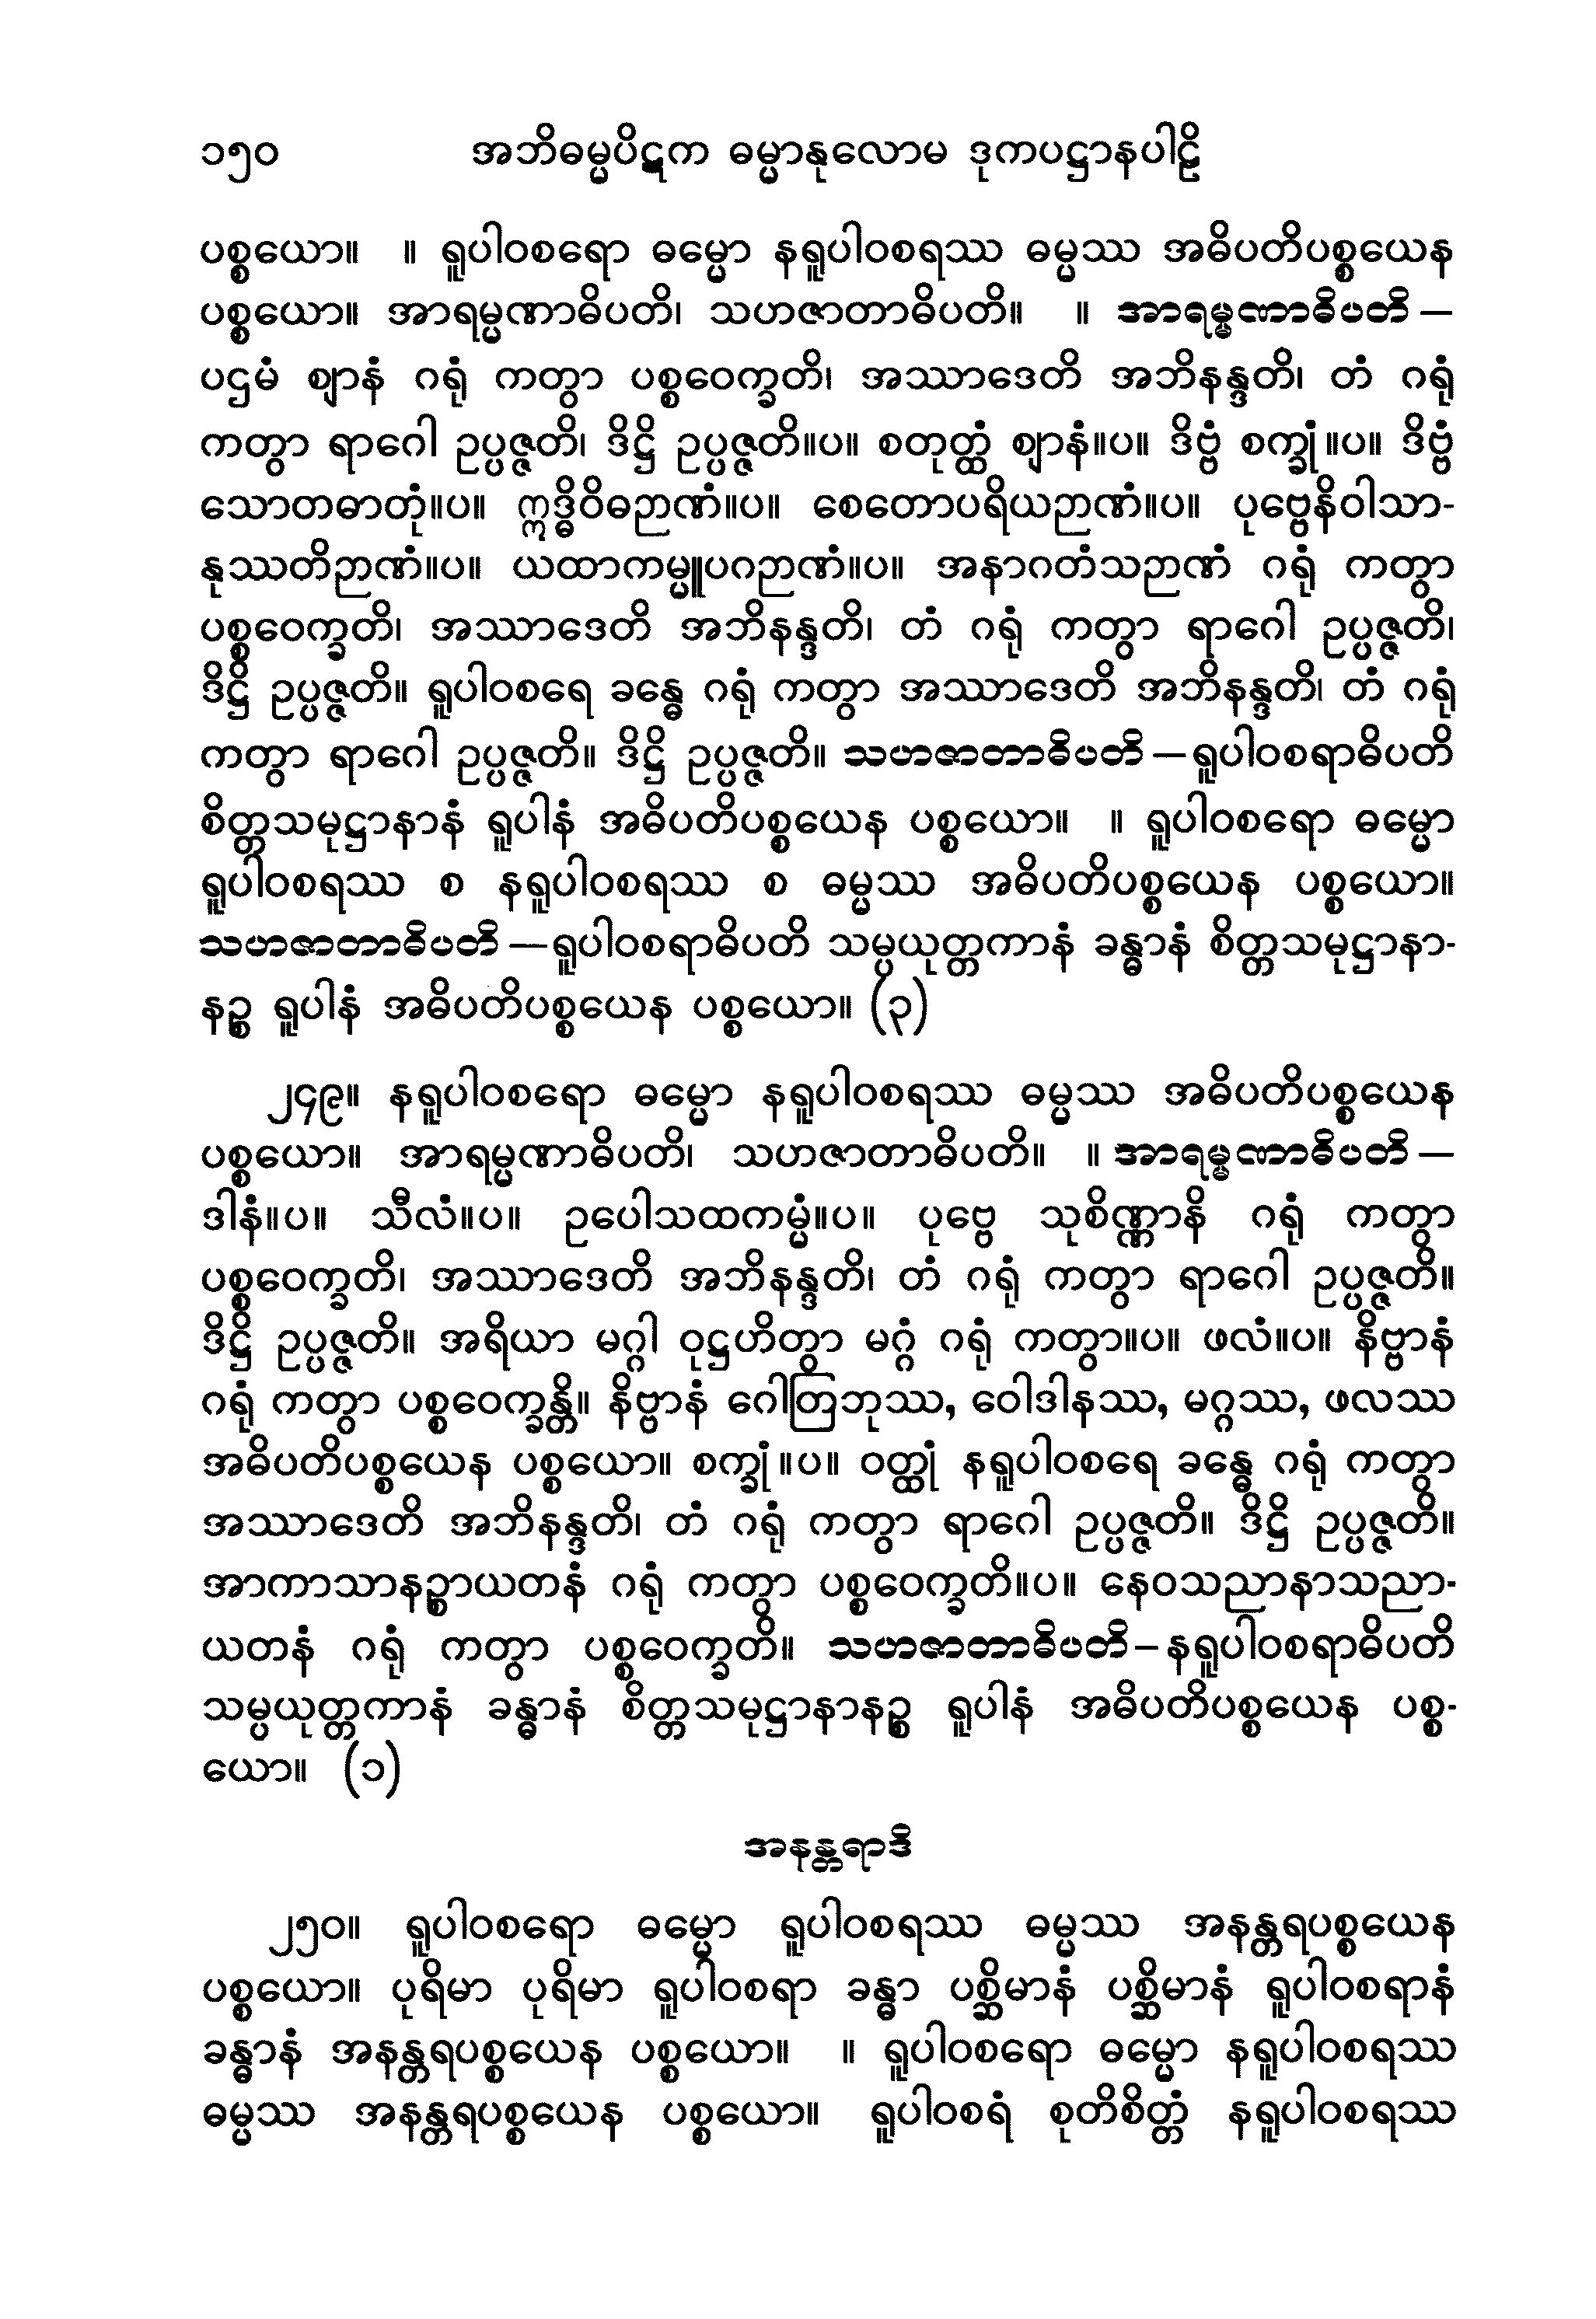 ၁၅၀ အဘိဓမ္မပိဋက ဓမ္မာနုလောမ ဒုကပဋ္ဌာနပါဠိ
ပစ္စယော။ ။ ရူပါဝစရော ဓမ္မော နရူပါဝစရဿ ဓမ္မဿ အဓိပတိပစ္စယေန
ပစ္စယော။ အာရမ္မဏာဓိပတိ၊ သဟဇာတာဓိပတိ။ ။ အာရမ္မဏာဓိပတိ —
ပဌမံ ဈာနံ ဂရုံ ကတွာ ပစ္စဝေက္ခတိ၊ အဿာဒေတိ အဘိနန္ဒတိ၊ တံ ဂရုံ
ကတွာ ရာဂေါ ဥပ္ပဇ္ဇတိ၊ ဒိဋ္ဌိ ဥပ္ပဇ္ဇတိ။ပ။ စတုတ္ထံ ဈာနံ။ပ။ ဒိဗ္ဗံ စက္ခုံ။ပ။ ဒိဗ္ဗံ
သောတဓာတုံ။ပ။ ဣဒ္ဓိဝိဓဉာဏံ။ပ။ စေတောပရိယဉာဏံ။ပ။ ပုဗ္ဗေနိဝါသာ-
နုဿတိဉာဏံ။ပ။ ယထာကမ္မူပဂဉာဏံ။ပ။ အနာဂတံသဉာဏံ ဂရုံ ကတွာ
ပစ္စဝေက္ခတိ၊ အဿာဒေတိ အဘိနန္ဒတိ၊ တံ ဂရုံ ကတွာ ရာဂေါ ဥပ္ပဇ္ဇတိ၊
ဒိဋ္ဌိ ဥပ္ပဇ္ဇတိ။ ရူပါဝစရေ ခန္ဓေ ဂရုံ ကတွာ အဿာဒေတိ အဘိနန္ဒတိ၊ တံ ဂရုံ
ကတွာ ရာဂေါ ဥပ္ပဇ္ဇတိ။ ဒိဋ္ဌိ ဥပ္ပဇ္ဇတိ။ သဟဇာတာဓိပတိ — ရူပါဝစရာဓိပတိ
စိတ္တသမုဋ္ဌာနာနံ ရူပါနံ အဓိပတိပစ္စယေန ပစ္စယော။ ။ ရူပါဝစရော ဓမ္မော
ရူပါဝစရဿ စ နရူပါဝစရဿ စ ဓမ္မဿ အဓိပတိပစ္စယေန ပစ္စယော။
သဟဇာတာဓိပတိ — ရူပါဝစရာဓိပတိ သမ္ပယုတ္တကာနံ ခန္ဓာနံ စိတ္တသမုဋ္ဌာနာ-
နဉ္စ ရူပါနံ အဓိပတိပစ္စယေန ပစ္စယော။ (၃)
၂၄၉။ နရူပါဝစရော ဓမ္မော နရူပါဝစရဿ ဓမ္မဿ အဓိပတိပစ္စယေန
ပစ္စယော။ အာရမ္မဏာဓိပတိ၊ သဟဇာတာဓိပတိ။ ။ အာရမ္မဏာဓိပတိ —
ဒါနံ။ပ။ သီလံ။ပ။ ဥပေါသထကမ္မံ။ပ။ ပုဗ္ဗေ သုစိဏ္ဏာနိ ဂရုံ ကတွာ
ပစ္စဝေက္ခတိ၊ အဿာဒေတိ အဘိနန္ဒတိ၊ တံ ဂရုံ ကတွာ ရာဂေါ ဥပ္ပဇ္ဇတိ။
ဒိဋ္ဌိ ဥပ္ပဇ္ဇတိ။ အရိယာ မဂ္ဂါ ဝုဋ္ဌဟိတွာ မဂ္ဂံ ဂရုံ ကတွာ။ပ။ ဖလံ။ပ။ နိဗ္ဗာနံ
ဂရုံ ကတွာ ပစ္စဝေက္ခန္တိ။ နိဗ္ဗာနံ ဂေါတြဘုဿ, ဝေါဒါနဿ, မဂ္ဂဿ, ဖလဿ
အဓိပတိပစ္စယေန ပစ္စယော။ စက္ခုံ။ပ။ ဝတ္ထုံ နရူပါဝစရေ ခန္ဓေ ဂရုံ ကတွာ
အဿာဒေတိ အဘိနန္ဒတိ၊ တံ ဂရုံ ကတွာ ရာဂေါ ဥပ္ပဇ္ဇတိ။ ဒိဋ္ဌိ ဥပ္ပဇ္ဇတိ။
အာကာသာနဉ္စာယတနံ ဂရုံ ကတွာ ပစ္စဝေက္ခတိ။ပ။ နေဝသညာနာသညာ-
ယတနံ ဂရုံ ကတွာ ပစ္စဝေက္ခတိ။ သဟဇာတာဓိပတိ – နရူပါဝစရာဓိပတိ
သမ္ပယုတ္တကာနံ ခန္ဓာနံ စိတ္တသမုဋ္ဌာနာနဉ္စ ရူပါနံ အဓိပတိပစ္စယေန ပစ္စ-
ယော။ (၁)
အနန္တရာဒိ
၂၅၀။ ရူပါဝစရော ဓမ္မော ရူပါဝစရဿ ဓမ္မဿ အနန္တရပစ္စယေန
ပစ္စယော။ ပုရိမာ ပုရိမာ ရူပါဝစရာ ခန္ဓာ ပစ္ဆိမာနံ ပစ္ဆိမာနံ ရူပါဝစရာနံ
ခန္ဓာနံ အနန္တရပစ္စယေန ပစ္စယော။ ။ ရူပါဝစရော ဓမ္မော နရူပါဝစရဿ
ဓမ္မဿ အနန္တရပစ္စယေန ပစ္စယော။ ရူပါဝစရံ စုတိစိတ္တံ နရူပါဝစရဿ